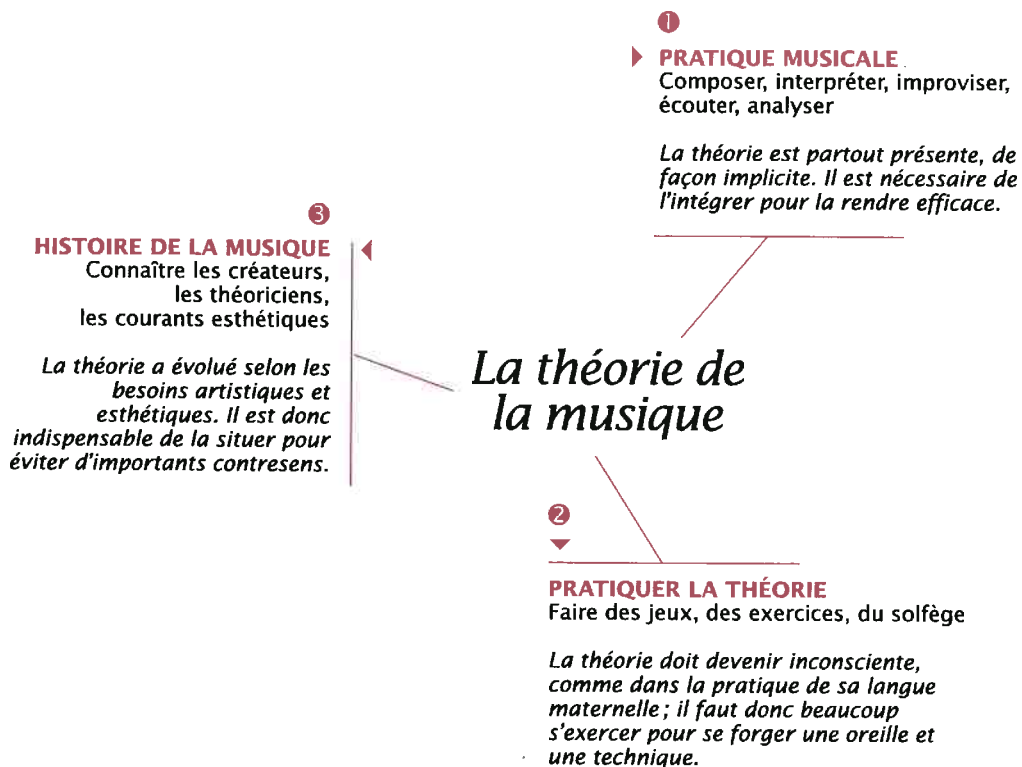 ❶
PRATIQUE MUSICALE
Composer, interpréter, improviser,
écouter, analyser
La théorie est partout présente, de
façon implicite. Il est nécessaire de
l'intégrer pour la rendre efficace.
❸
HISTOIRE DE LA MUSIQUE
Connaître les créateurs,
les théoriciens,
les courants esthétiques
La théorie a évolué selon les
besoins artistiques et
esthétiques. Il est donc
indispensable de la situer pour
éviter d'importants contresens.
La théorie de
la musique
❷
PRATIQUER LA THÉORIE
Faire des jeux, des exercices, du solfège
La théorie doit devenir inconsciente,
comme dans la pratique de sa langue
maternelle ; il faut donc beaucoup
s'exercer pour se forger une oreille et
une technique.